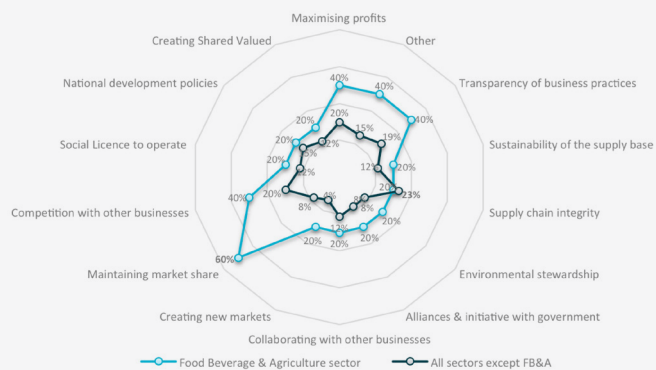 Maximising profits
Creating Shared Valued
Other
National development policies
Transparency of business practices
Social Licence to operate
Sustainability of the supply base
Competition with other businesses
Supply chain integrity
Maintaining market share
Environmental stewardship
Creating new markets
Alliances & initiative with government
Collaborating with other businesses
40%
40%
40%
20%
20%
20%
20%
20%
20%
20%
20%
40%
60%
20%
15%
19%
12%
23%
8%
8%
12%
4%
8%
20%
12%
Food Beverage & Agriculture sector
All sectors except FB&A